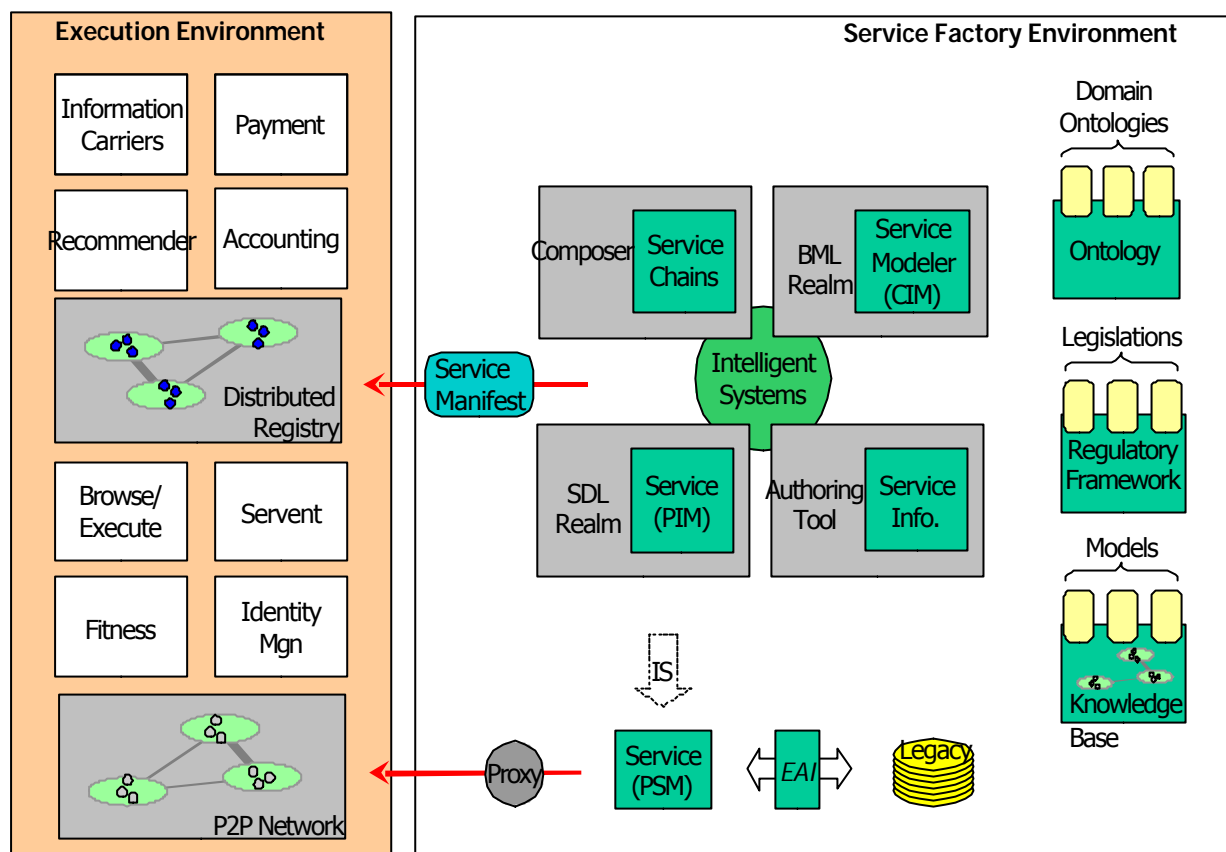 Execution Environment
Information
Carriers
Payment
Recommender
Accounting
Distributed
Registry
Browse/
Execute
Servent
Fitness
Identity
Mgn
P2P Network
Service Factory Environment
Composer
Service
Chains
BML
Realm
Service
Modeler
(CIM)
Intelligent
Systems
Service
Manifest
SDL
Realm
Service
(PIM)
Authoring
Tool
Service
Info.
IS
Proxy
Service
(PSM)
EAI
Legacy
Domain
Ontologies
Ontology
Legislations
Regulatory
Framework
Models
Knowledge
Base